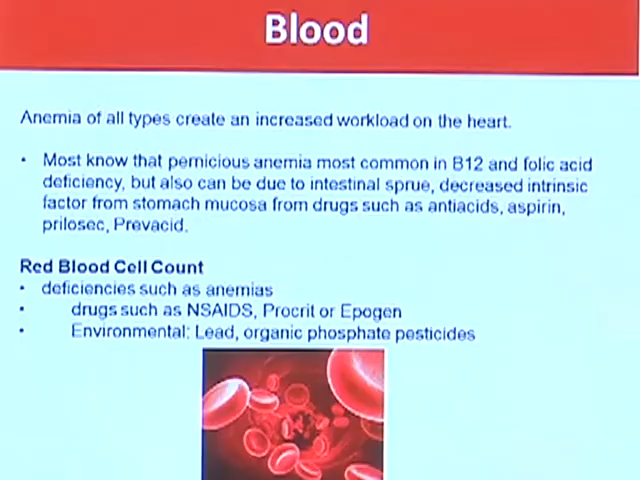 Blood
Anemia of all types create an increased workload on the heart.
• Most know that pernicious anemia most common in B12 and folic acid
deficiency, but also can be due to intestinal sprue, decreased intrinsic
factor from stomach mucosa from drugs such as antiacids, aspirin,
prilosec, Prevacid.
Red Blood Cell Count
• deficiencies such as anemias
• drugs such as NSAIDS, Procrit or Epogen
• Environmental: Lead, organic phosphate pesticides